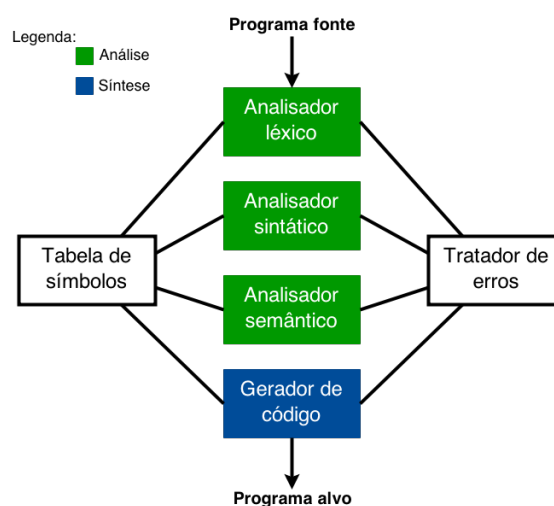 Programa fonte
Legenda:
Análise
Síntese
Analisador
léxico
Analisador
sintático
Tabela de
símbolos
Tratador de
erros
Analisador
semântico
Gerador de
código
Programa alvo